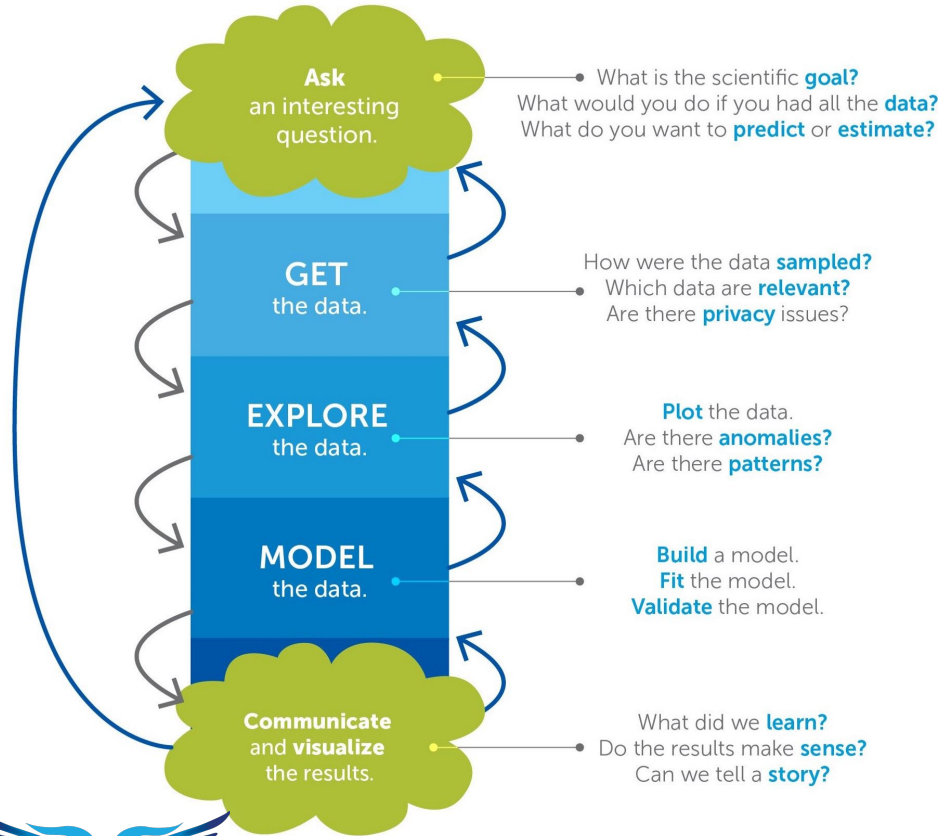 Ask
an interesting
question.
What is the scientific goal?
What would you do if you had all the data?
What do you want to predict or estimate?
GET
the data.
How were the data sampled?
Which data are relevant?
Are there privacy issues?
EXPLORE
the data.
Plot the data.
Are there anomalies?
Are there patterns?
MODEL
the data.
Build a model.
Fit the model.
Validate the model.
Communicate
and visualize
the results.
What did we learn?
Do the results make sense?
Can we tell a story?